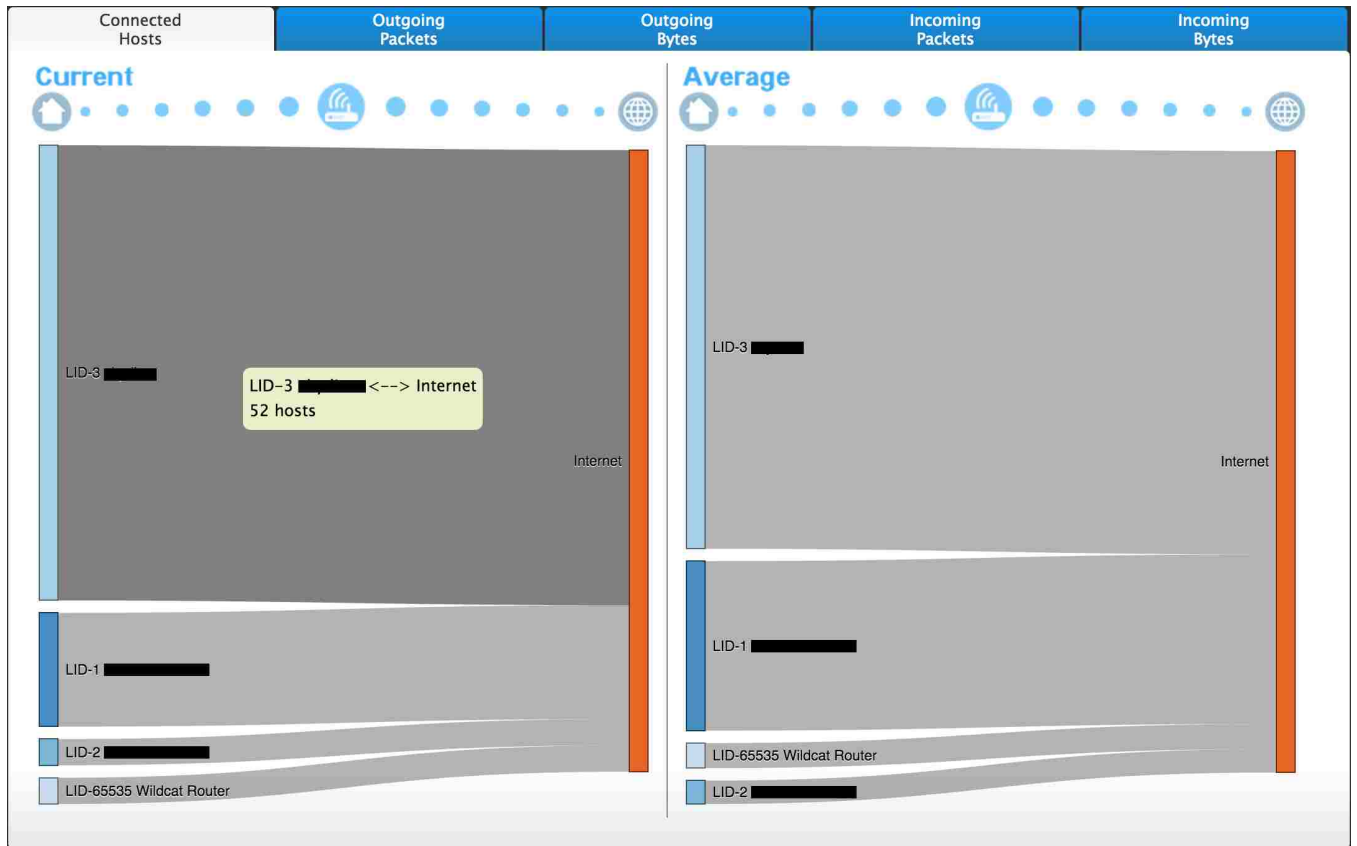 Connected
Hosts
Outgoing
Packets
Outgoing
Bytes
Incoming
Packets
Incoming
Bytes
Current
LID-3
LID-3 <--> Internet
52 hosts
Internet
LID-1
LID-2
LID-65535 Wildcat Router
Average
LID-3
Internet
LID-1
LID-65535 Wildcat Router
LID-2